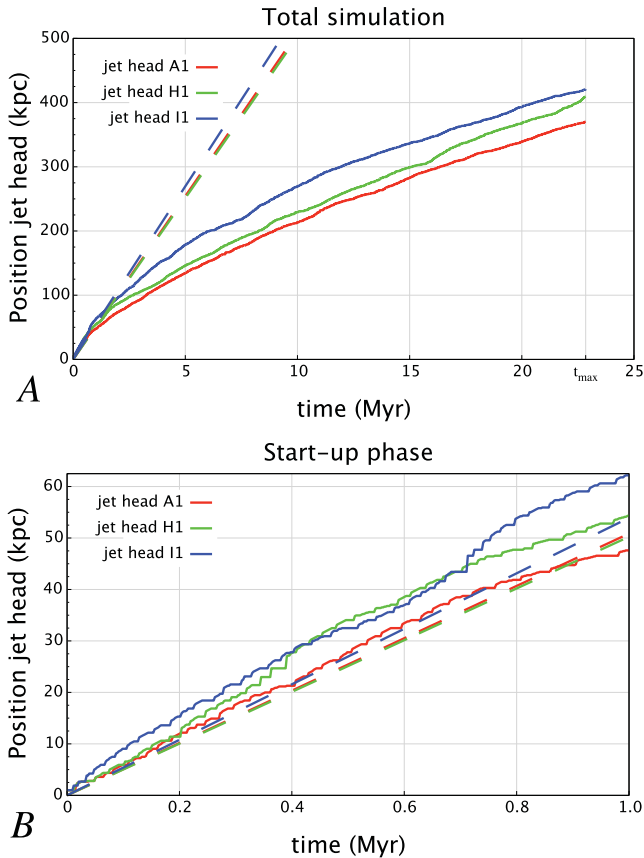 Total simulation
Position jet head (kpc)
500
400
300
200
100
0
jet head A1
jet head H1
jet head I1
0 5 10 15 20 t_max 25
time (Myr)
A
Start-up phase
Position jet head (kpc)
60
50
40
30
20
10
0
jet head A1
jet head H1
jet head I1
0 0.2 0.4 0.6 0.8 1.0
time (Myr)
B